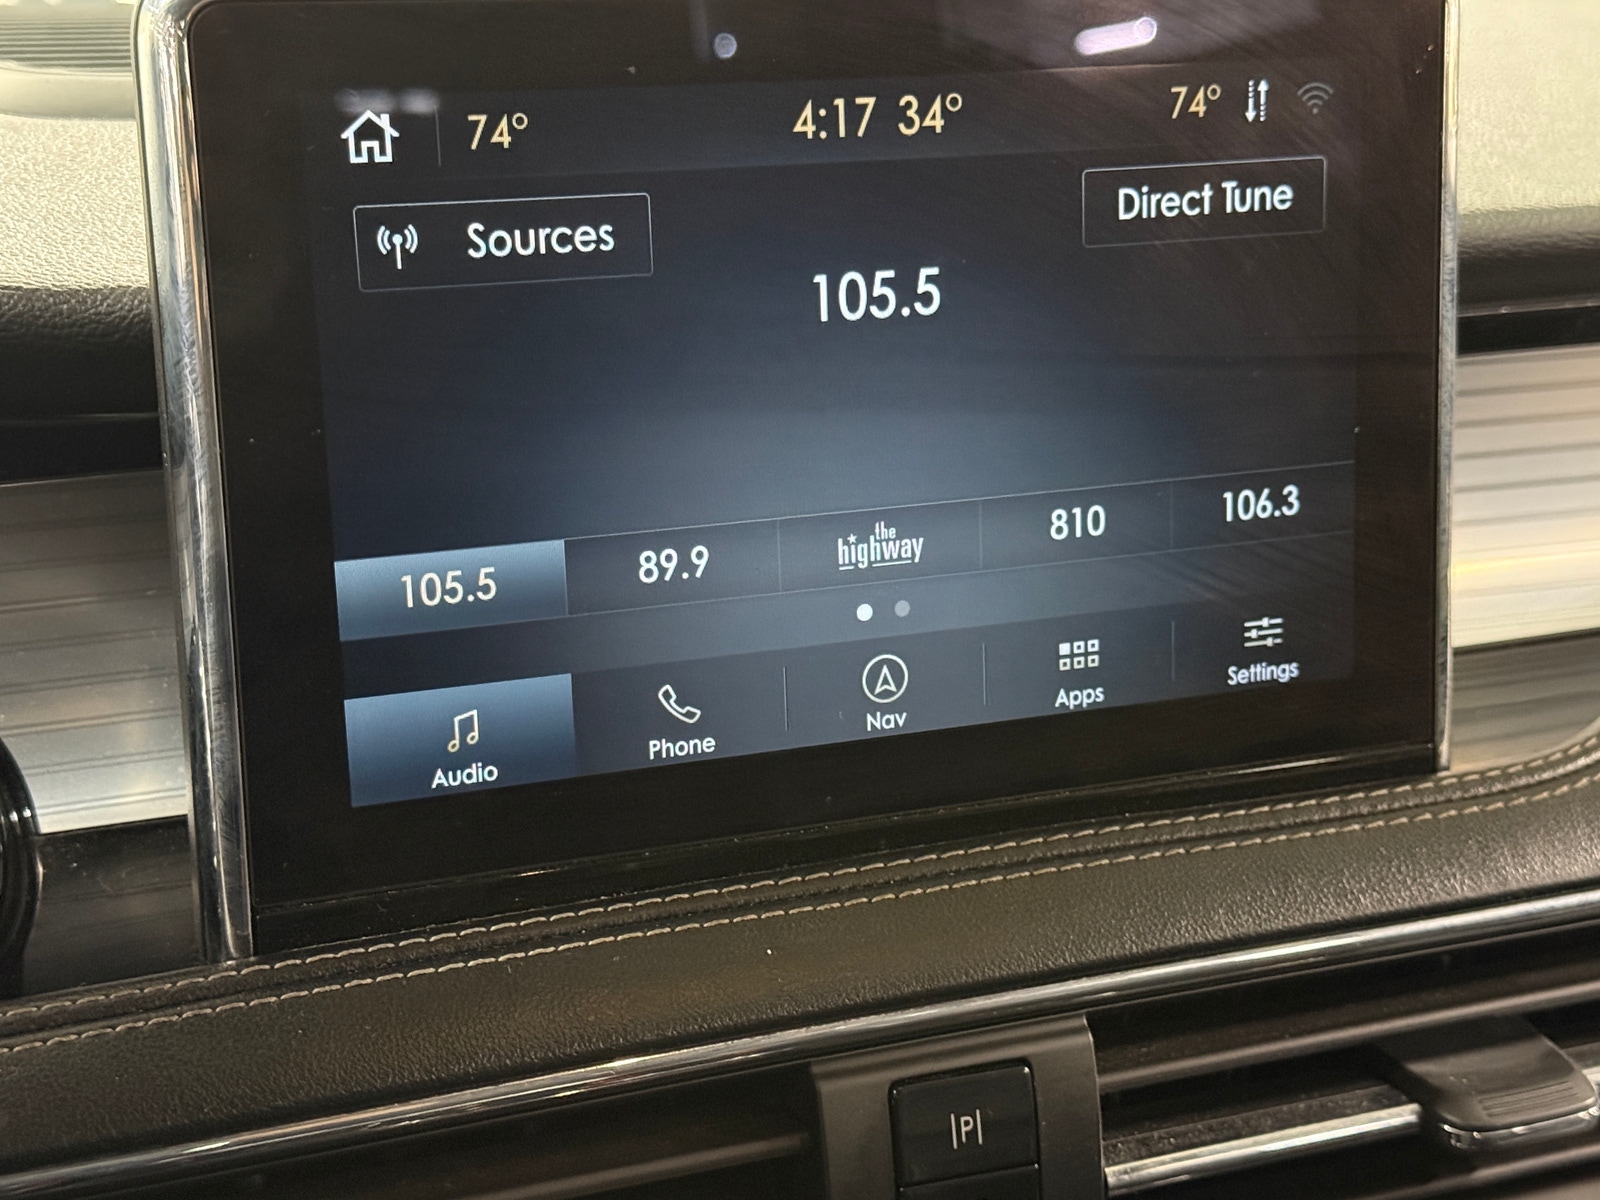 74° 4:17 34° 74°
Sources Direct Tune
105.5
105.5 89.9 the highway 810 106.3
Audio Phone Nav Apps Settings
|P|